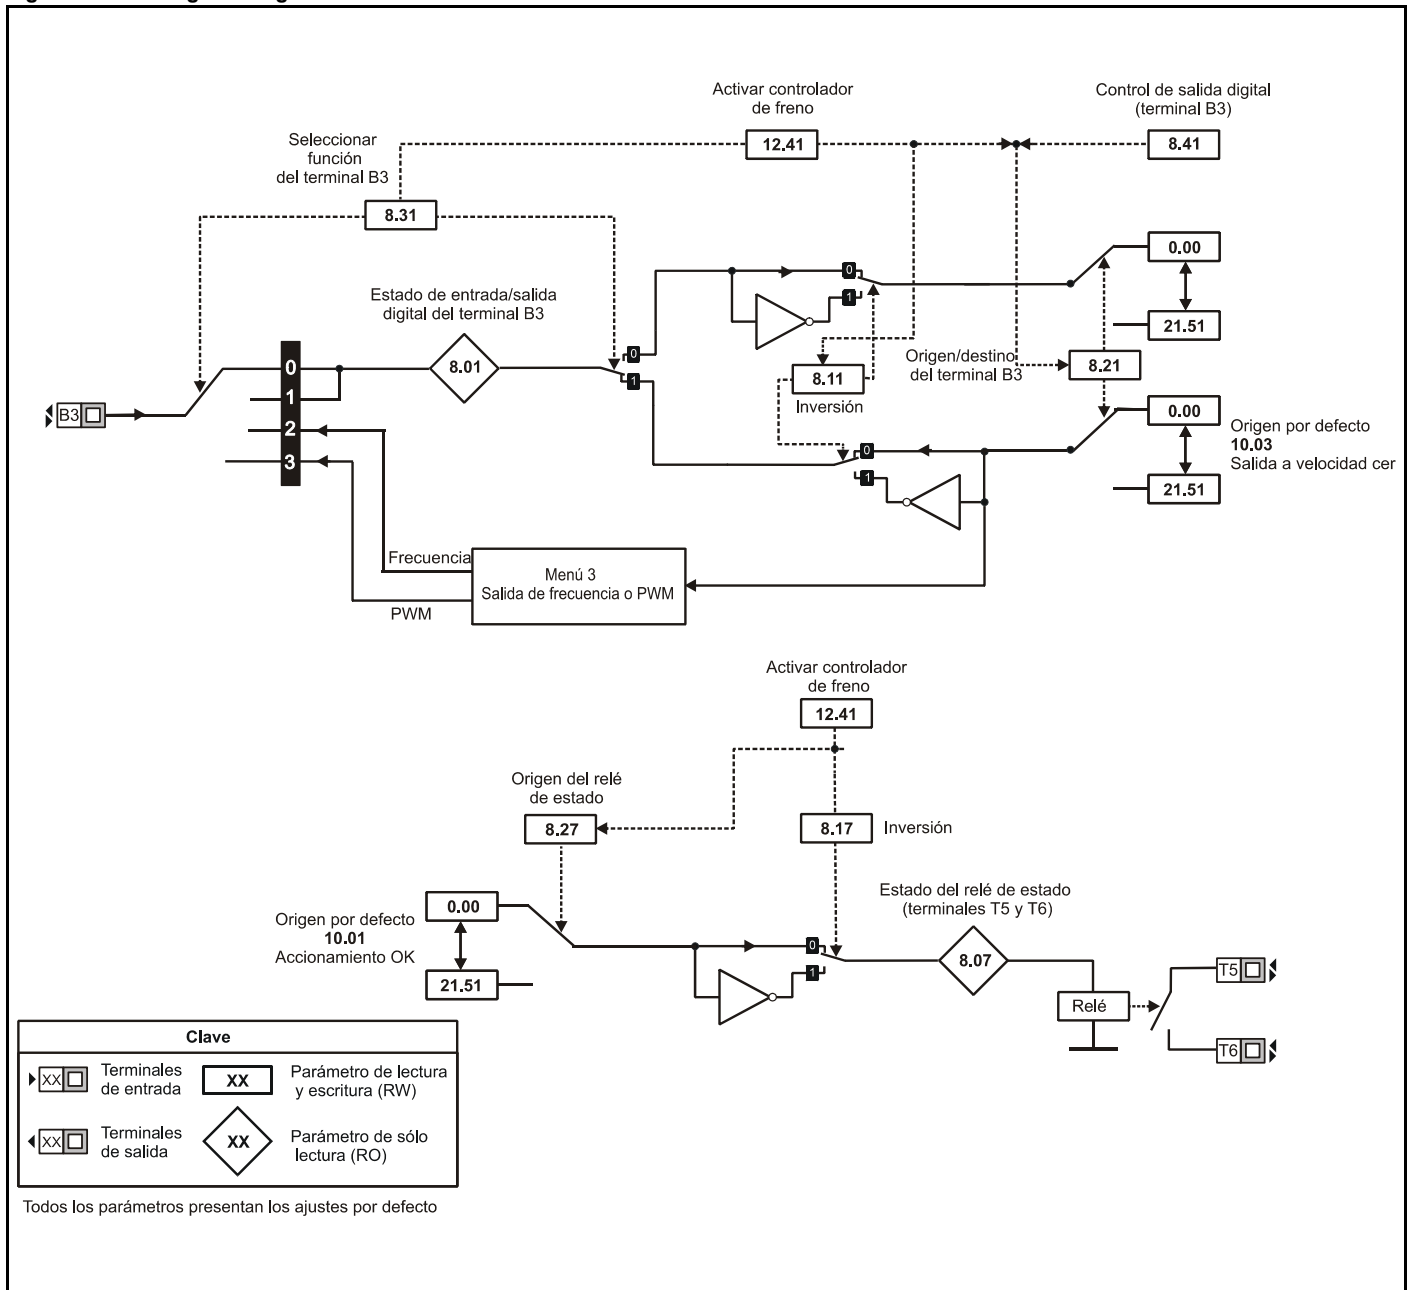 Activar controlador
de freno
12.41
Control de salida digital
(terminal B3)
8.41
Seleccionar
función
del terminal B3
8.31
0.00
21.51
0
1
Estado de entrada/salida
digital del terminal B3
8.01
0
1
8.11
Inversión
Origen/destino
del terminal B3
8.21
B3
0
1
2
3
0
1
0.00
21.51
Origen por defecto
10.03
Salida a velocidad cer
Frecuencia
PWM
Menú 3
Salida de frecuencia o PWM
Activar controlador
de freno
12.41
Origen del relé
de estado
8.27
8.17
Inversión
Origen por defecto
10.01
Accionamiento OK
0.00
21.51
0
1
Estado del relé de estado
(terminales T5 y T6)
8.07
Relé
T5
T6
Clave
XX
Terminales
de entrada
XX
Parámetro de lectura
y escritura (RW)
XX
Terminales
de salida
XX
Parámetro de sólo
lectura (RO)
Todos los parámetros presentan los ajustes por defecto